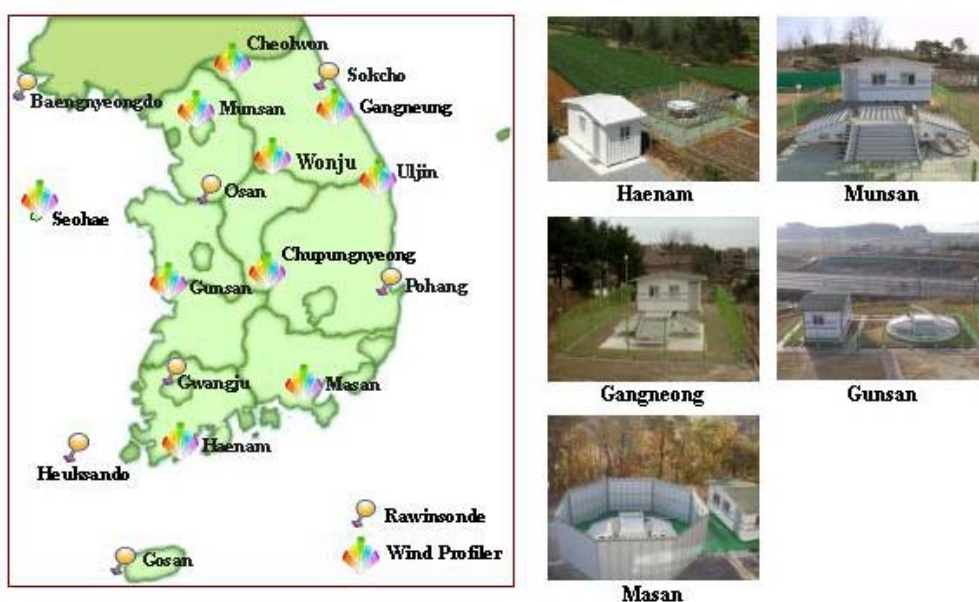 Cheolwon
Sokcho
Baengnyeongdo
Munsan
Gangneung
Wonju
Uljin
Osan
Seohae
Chupungnyeong
Gunsan
Pohang
Gwangju
Masan
Haenam
Heuksando
Rawinsonde
Wind Profiler
Gosan
Haenam
Munsan
Gangneong
Gunsan
Masan